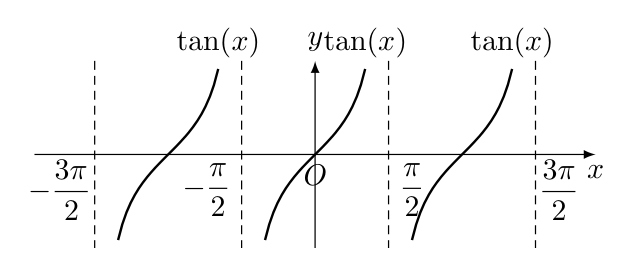 tan(x) y tan(x) tan(x)
-3π/2 -π/2 O π/2 3π/2 x